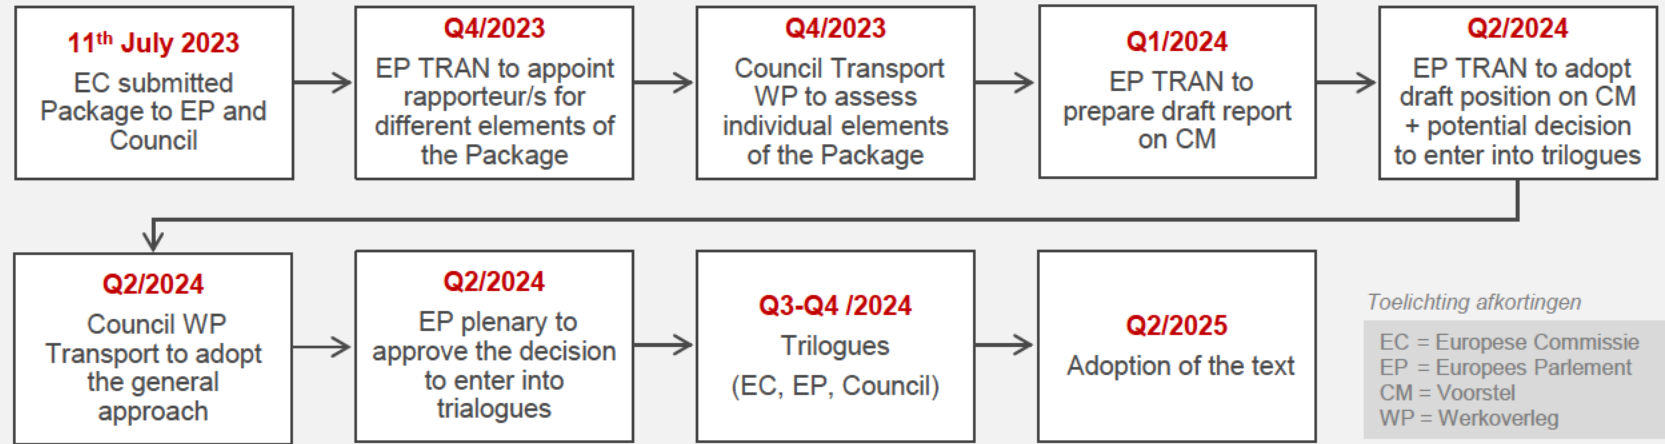 11th July 2023
EC submitted
Package to EP and
Council
Q4/2023
EP TRAN to appoint
rapporteur/s for
different elements of
the Package
Q4/2023
Council Transport
WP to assess
individual elements
of the Package
Q1/2024
EP TRAN to
prepare draft report
on CM
Q2/2024
EP TRAN to adopt
draft position on CM
+ potential decision
to enter into trilogues
Q2/2024
Council WP
Transport to adopt
the general
approach
Q2/2024
EP plenary to
approve the decision
to enter into
trialogues
Q3-Q4 /2024
Trilogues
(EC, EP, Council)
Q2/2025
Adoption of the text
Toelichting afkortingen
EC = Europese Commissie
EP = Europees Parlement
CM = Voorstel
WP = Werkoverleg